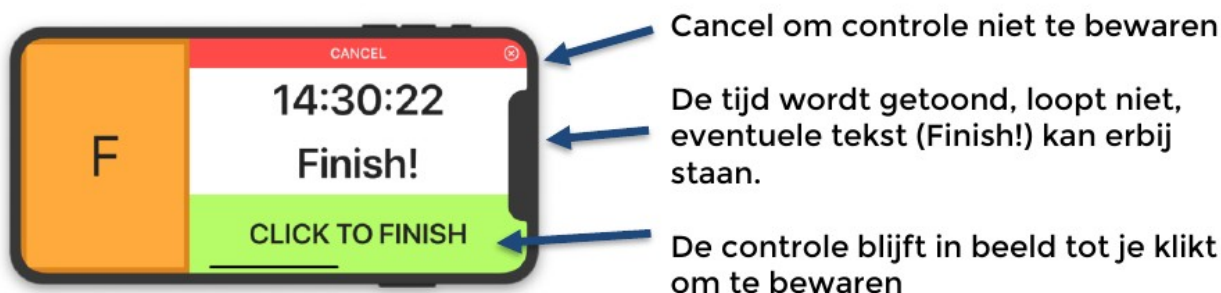 F
CANCEL
14:30:22
Finish!
CLICK TO FINISH
Cancel om controle niet te bewaren
De tijd wordt getoond, loopt niet,
eventuele tekst (Finish!) kan erbij
staan.
De controle blijft in beeld tot je klikt
om te bewaren